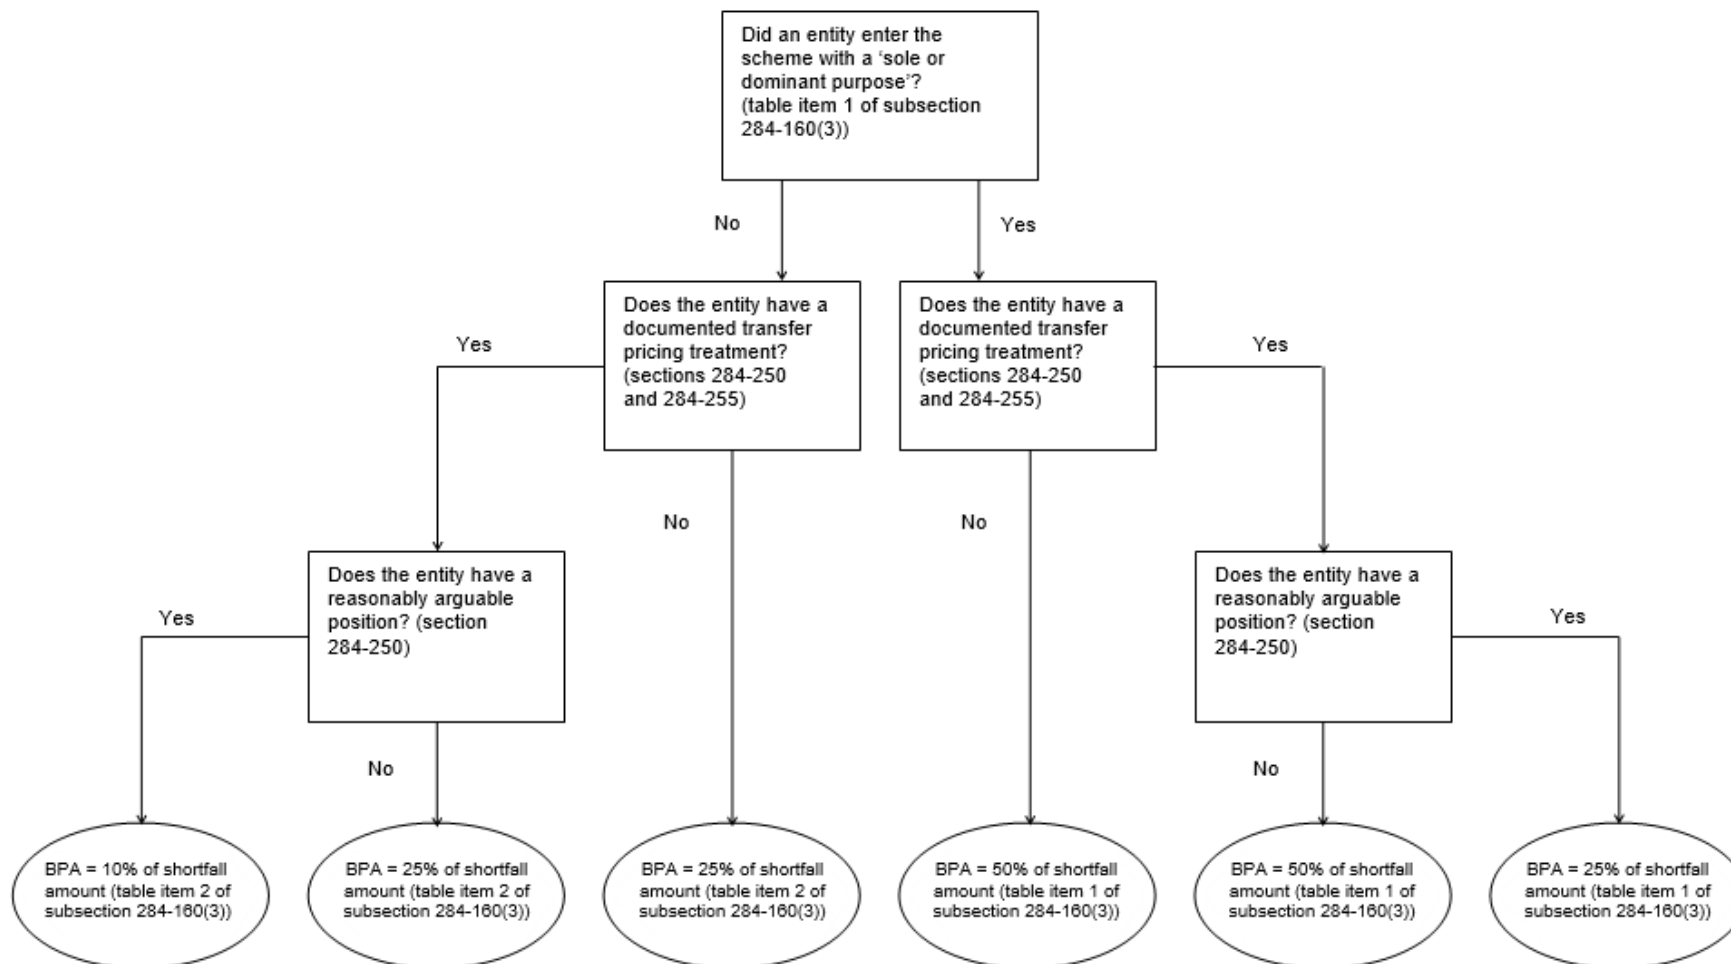 Did an entity enter the
scheme with a ‘sole or
dominant purpose’?
(table item 1 of subsection
284-160(3))
No
Yes
Does the entity have a
documented transfer
pricing treatment?
(sections 284-250
and 284-255)
Does the entity have a
documented transfer
pricing treatment?
(sections 284-250
and 284-255)
Yes
Yes
No
No
Does the entity have a
reasonably arguable
position? (section
284-250)
Does the entity have a
reasonably arguable
position? (section
284-250)
Yes
Yes
No
No
BPA = 10% of shortfall
amount (table item 2 of
subsection 284-160(3))
BPA = 25% of shortfall
amount (table item 2 of
subsection 284-160(3))
BPA = 25% of shortfall
amount (table item 2 of
subsection 284-160(3))
BPA = 50% of shortfall
amount (table item 1 of
subsection 284-160(3))
BPA = 50% of shortfall
amount (table item 1 of
subsection 284-160(3))
BPA = 25% of shortfall
amount (table item 1 of
subsection 284-160(3))